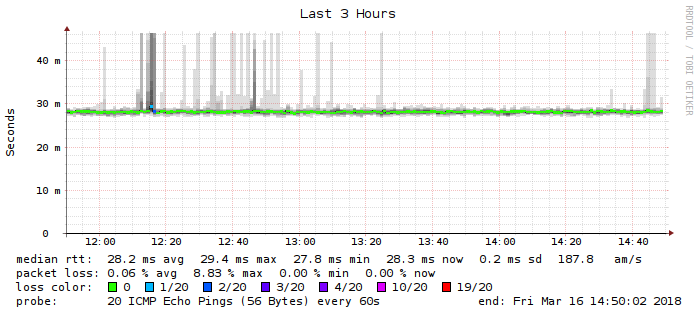 Last 3 Hours
RRDTOOL / TOBI OETIKER
Seconds
40 m
30 m
20 m
10 m
0
12:00 12:20 12:40 13:00 13:20 13:40 14:00 14:20 14:40
median rtt: 28.2 ms avg 29.4 ms max 27.8 ms min 28.3 ms now 0.2 ms sd 187.8 am/s
packet loss: 0.06 % avg 8.83 % max 0.00 % min 0.00 % now
loss color: 0 1/20 2/20 3/20 4/20 10/20 19/20
probe: 20 ICMP Echo Pings (56 Bytes) every 60s end: Fri Mar 16 14:50:02 2018